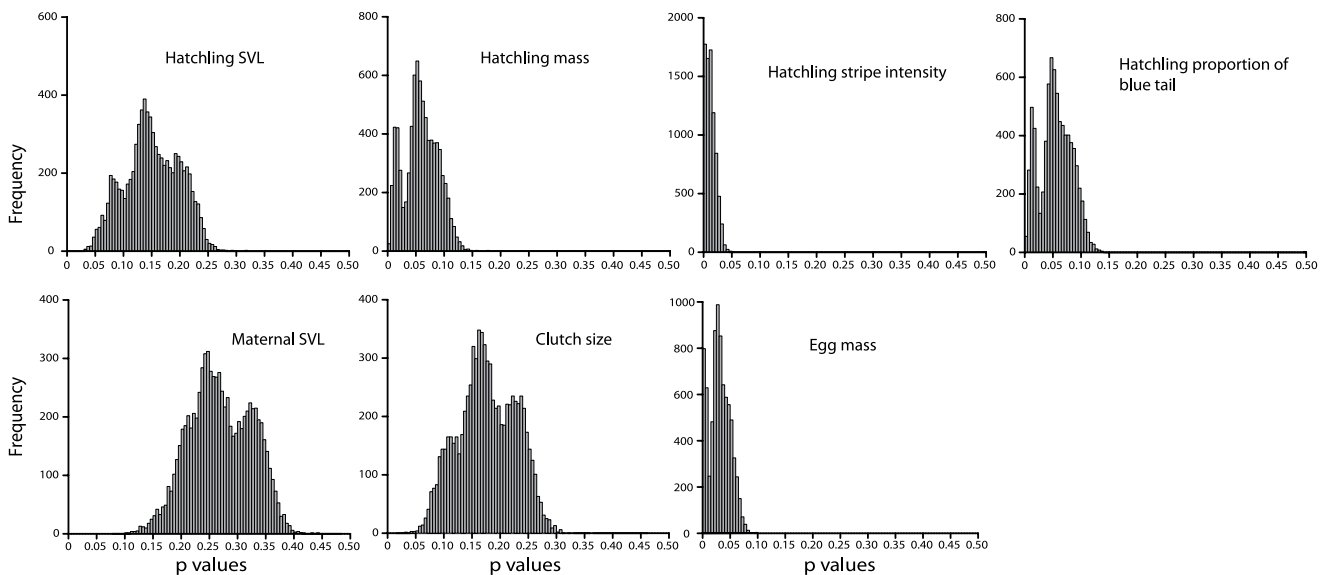 Hatchling SVL
Frequency
600
400
200
0
0 0.05 0.10 0.15 0.20 0.25 0.30 0.35 0.40 0.45 0.50
Hatchling mass
800
600
400
200
0
0 0.05 0.10 0.15 0.20 0.25 0.30 0.35 0.40 0.45 0.50
Hatchling stripe intensity
2000
1500
1000
500
0
0 0.05 0.10 0.15 0.20 0.25 0.30 0.35 0.40 0.45 0.50
Hatchling proportion of
blue tail
800
600
400
200
0
0 0.05 0.10 0.15 0.20 0.25 0.30 0.35 0.40 0.45 0.50
Maternal SVL
Frequency
400
300
200
100
0
0 0.05 0.10 0.15 0.20 0.25 0.30 0.35 0.40 0.45 0.50
p values
Clutch size
400
300
200
100
0
0 0.05 0.10 0.15 0.20 0.25 0.30 0.35 0.40 0.45 0.50
p values
Egg mass
1000
800
600
400
200
0
0 0.05 0.10 0.15 0.20 0.25 0.30 0.35 0.40 0.45 0.50
p values